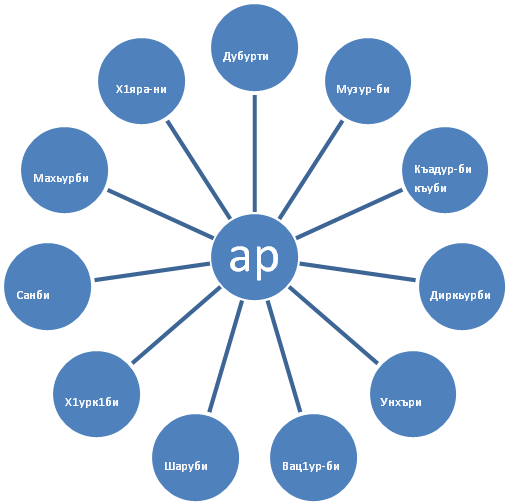 Дубурти
Музур-би
Къадур-би
къуби
Диркьурби
Унхъри
Вац1ур-би
Шаруби
Х1урк1би
Санби
Махьурби
Х1яра-ни
ар